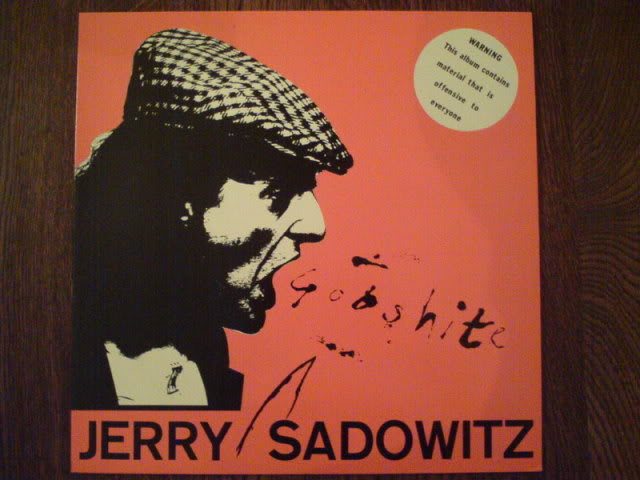 WARNING
This album contains
material that is
offensive to
everyone
Gobshite
JERRY SADOWITZ